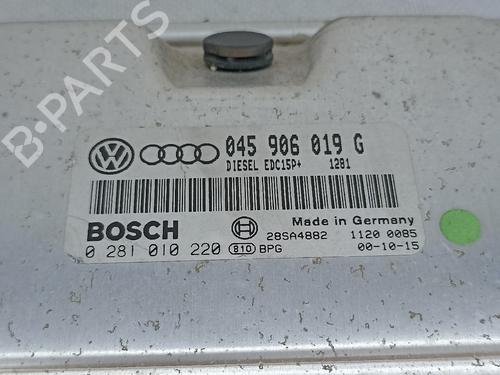 B-PARTS
045 906 019 G
DIESEL EDC15P+ 1281
BOSCH
Made in Germany
28SA4882 1120 0085
0 281 010 220 810 BPG 00-10-15